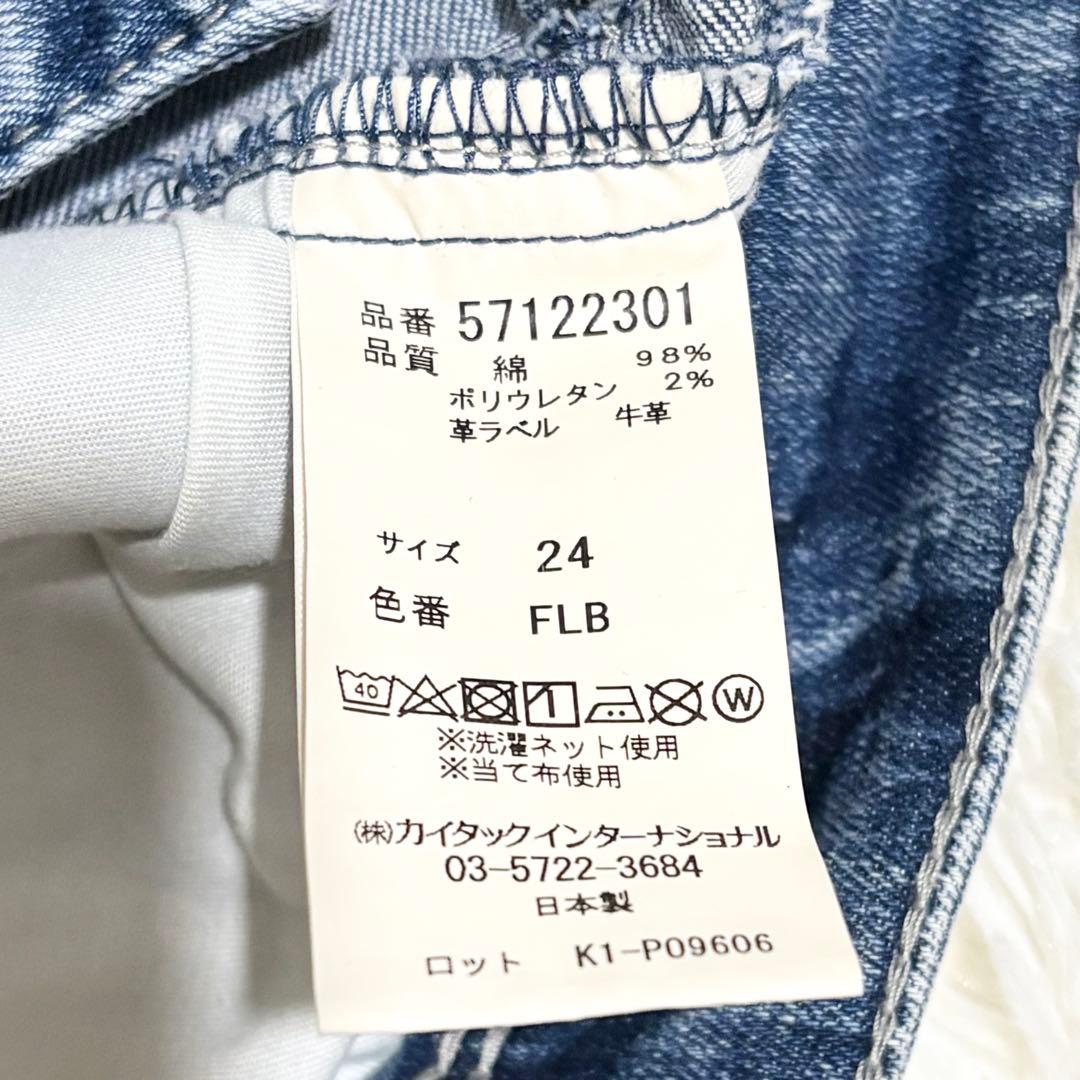 品番 57122301
品質 綿 98%
ポリウレタン 2%
革ラベル 牛革
サイズ 24
色番 FLB
40 W
※洗濯ネット使用
※当て布使用
(株)カイタックインターナショナル
03-5722-3684
日本製
ロット K1-P09606